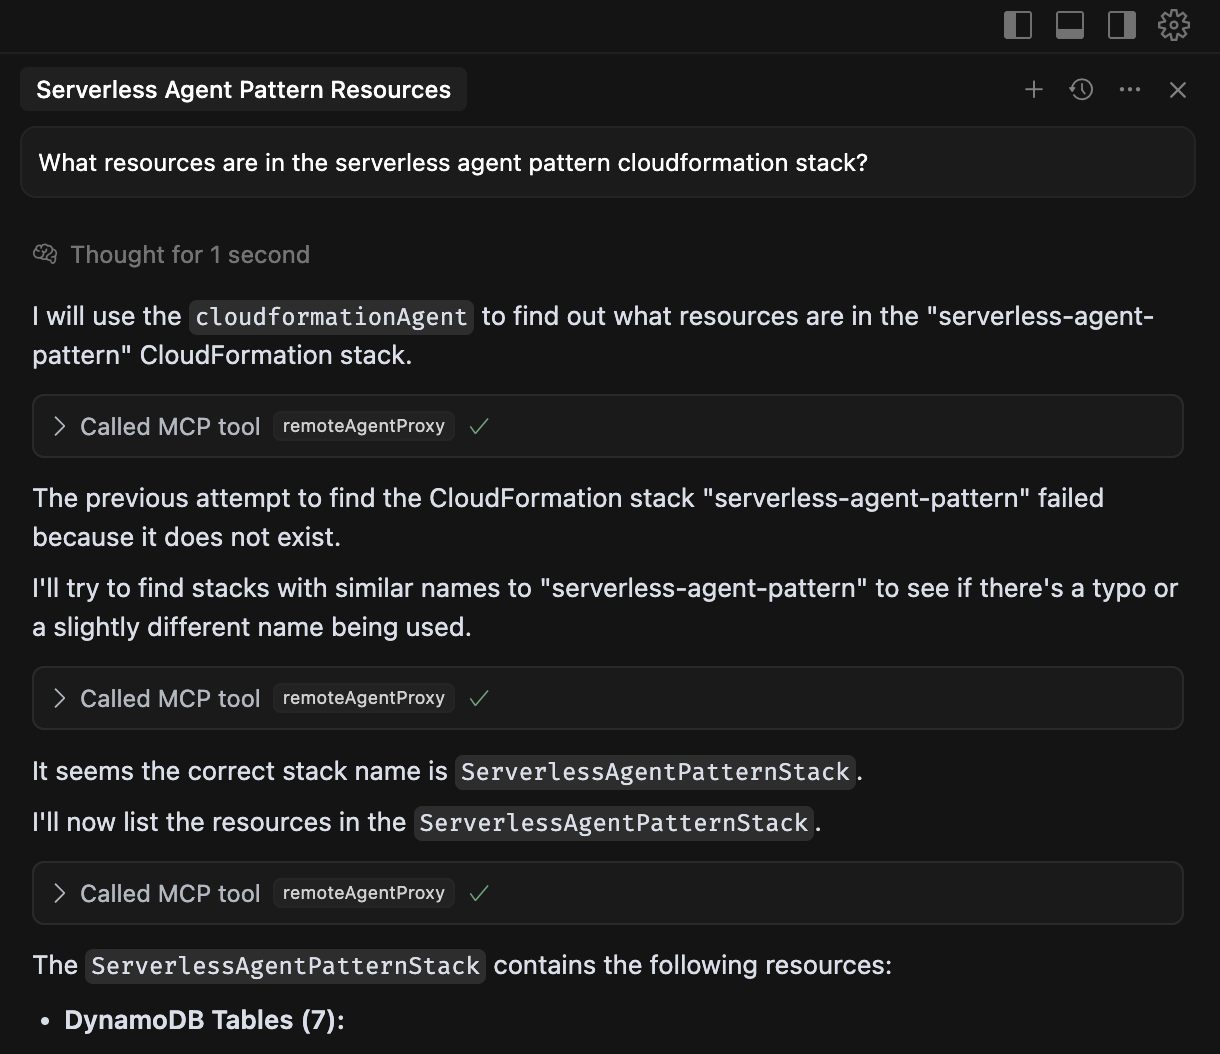 Serverless Agent Pattern Resources
What resources are in the serverless agent pattern cloudformation stack?
Thought for 1 second
I will use the cloudformationAgent to find out what resources are in the "serverless-agent-
pattern" CloudFormation stack.
Called MCP tool remoteAgentProxy
The previous attempt to find the CloudFormation stack "serverless-agent-pattern" failed
because it does not exist.
I'll try to find stacks with similar names to "serverless-agent-pattern" to see if there's a typo or
a slightly different name being used.
Called MCP tool remoteAgentProxy
It seems the correct stack name is ServerlessAgentPatternStack.
I'll now list the resources in the ServerlessAgentPatternStack.
Called MCP tool remoteAgentProxy
The ServerlessAgentPatternStack contains the following resources:
• DynamoDB Tables (7):